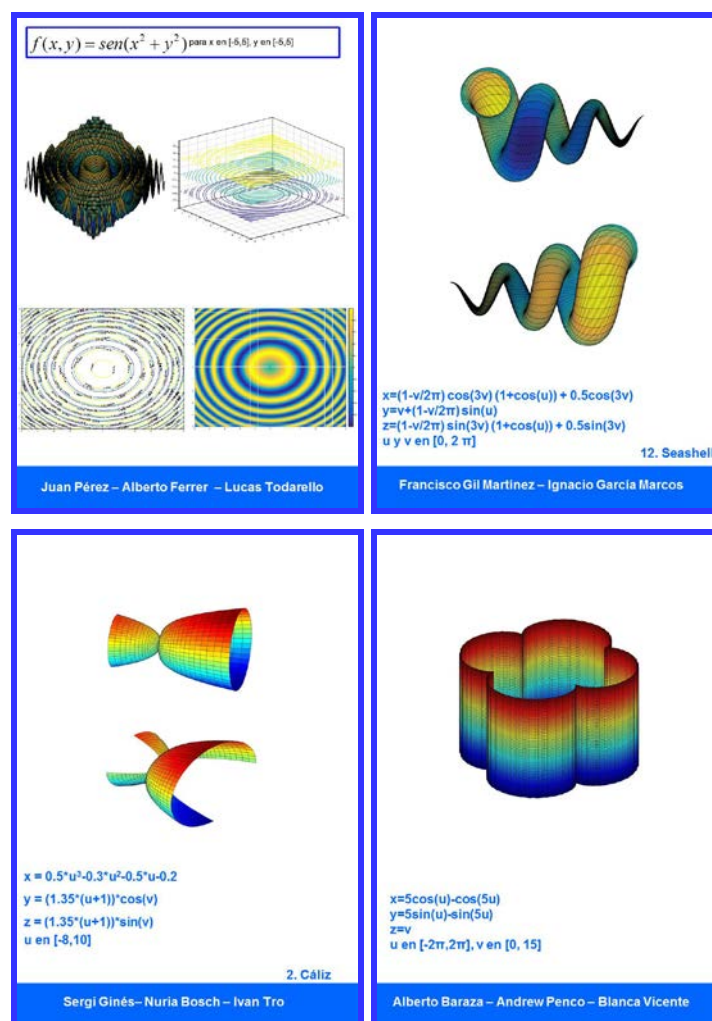 f(x, y) = sen(x² + y²) para x en [-5,5], y en [-5,5]
Juan Pérez – Alberto Ferrer – Lucas Todarello
x=(1-v/2π) cos(3v) (1+cos(u)) + 0.5cos(3v)
y=v+(1-v/2π) sin(u)
z=(1-v/2π) sin(3v) (1+cos(u)) + 0.5sin(3v)
u y v en [0, 2 π]
12. Seashell
Francisco Gil Martinez – Ignacio García Marcos
x = 0.5*u³-0.3*u²-0.5*u-0.2
y = (1.35*(u+1))*cos(v)
z = (1.35*(u+1))*sin(v)
u en [-8,10]
2. Cáliz
Sergi Ginés– Nuria Bosch – Ivan Tro
x=5cos(u)-cos(5u)
y=5sin(u)-sin(5u)
z=v
u en [-2π,2π], v en [0, 15]
Alberto Baraza – Andrew Penco – Blanca Vicente